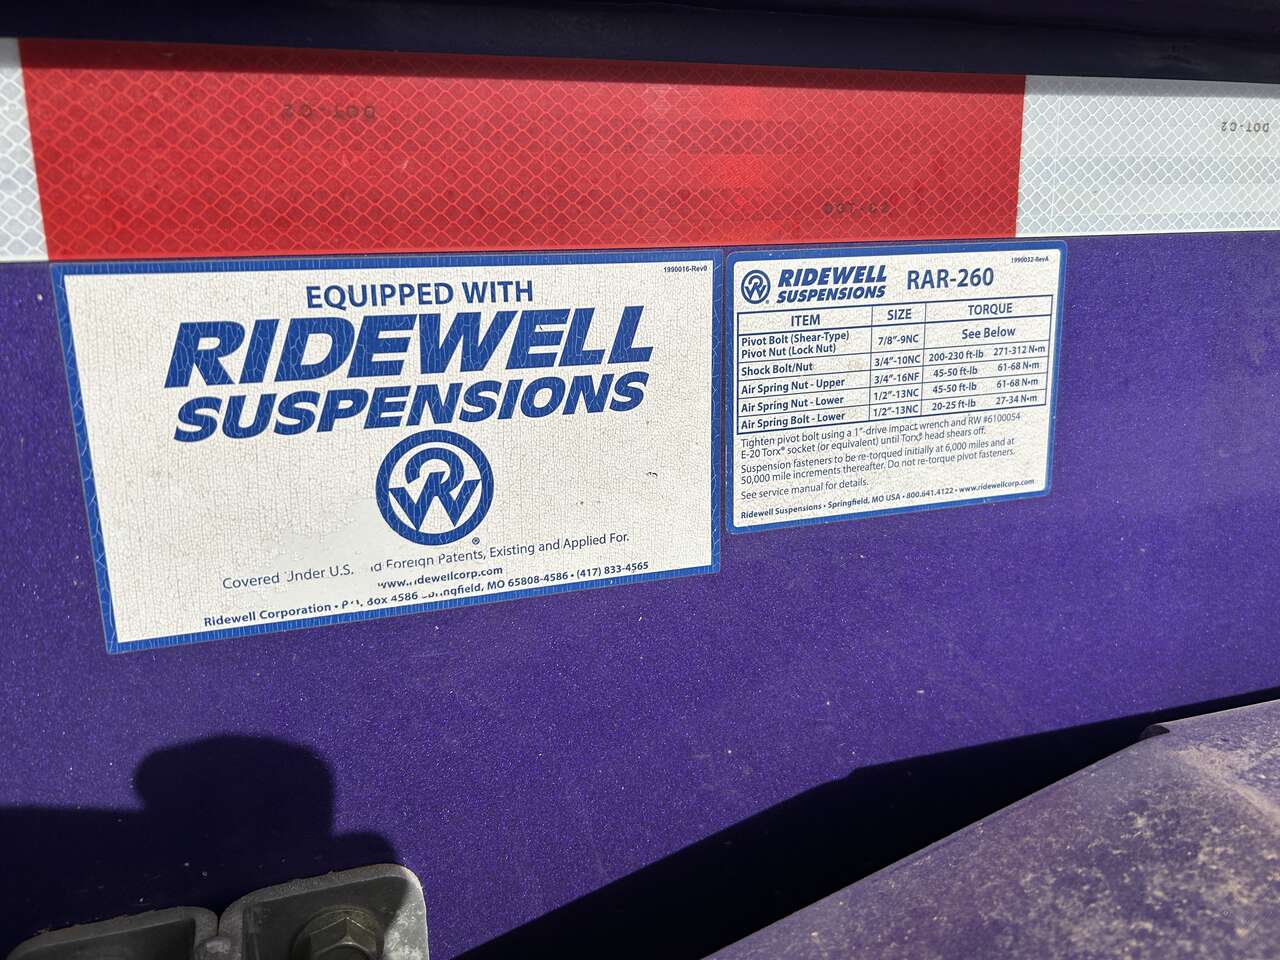 DOT-C2
DOT-C2
DOT-C2
1990016-Rev0
EQUIPPED WITH
RIDEWELL
SUSPENSIONS
RW
®
Covered Under U.S. Foreign Patents, Existing and Applied For.
www.ridewellcorp.com
Ridewell Corporation • Box 4586 Springfield, MO 65808-4586 • (417) 833-4565
1990032-RevA
RIDEWELL SUSPENSIONS RAR-260
ITEM SIZE TORQUE
Pivot Bolt (Shear-Type)
Pivot Nut (Lock Nut) 7/8"-9NC See Below
Shock Bolt/Nut 3/4"-10NC 200-230 ft-lb 271-312 N•m
Air Spring Nut - Upper 3/4"-16NF 45-50 ft-lb 61-68 N•m
Air Spring Nut - Lower 1/2"-13NC 45-50 ft-lb 61-68 N•m
Air Spring Bolt - Lower 1/2"-13NC 20-25 ft-lb 27-34 N•m
Tighten pivot bolt using a 1"-drive impact wrench and RW #6100054
E-20 Torx® socket (or equivalent) until Torx® head shears off.
Suspension fasteners to be re-torqued initially at 6,000 miles and at
50,000 mile increments thereafter. Do not re-torque pivot fasteners.
See service manual for details.
Ridewell Suspensions • Springfield, MO USA • 800.641.4122 • www.ridewellcorp.com